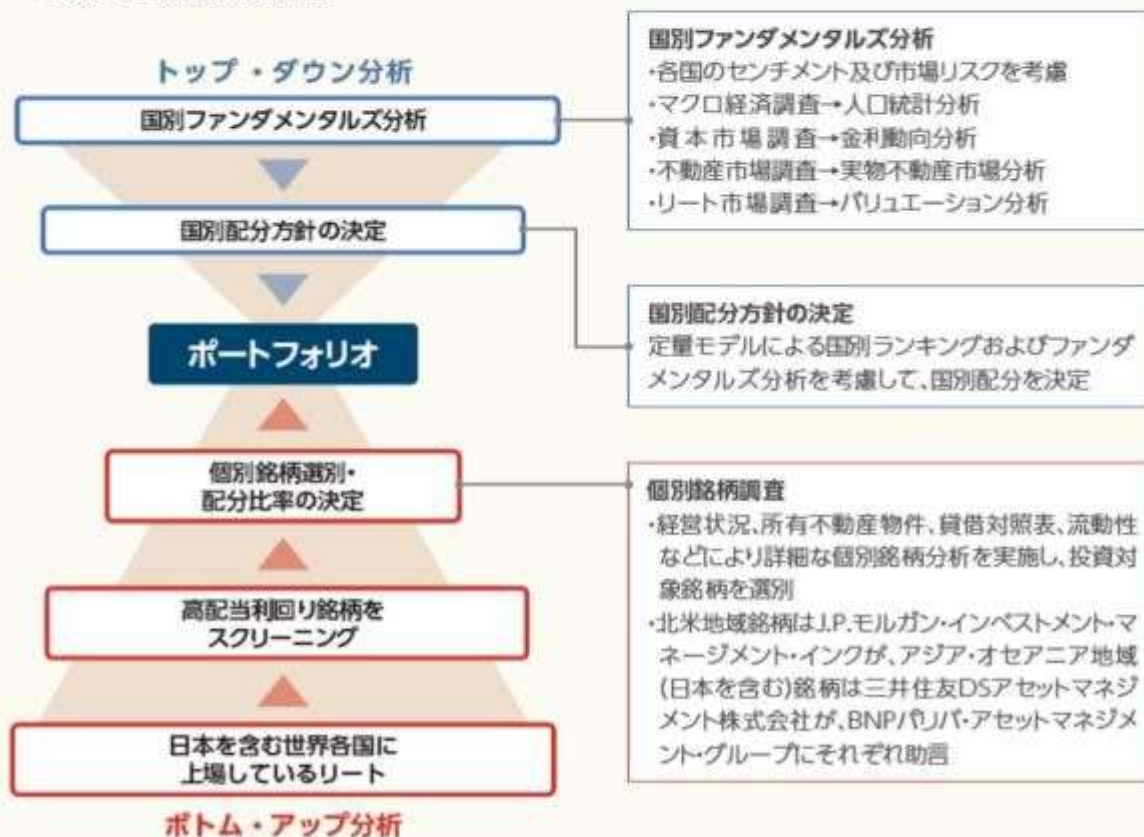 トップ・ダウン分析
国別ファンダメンタルズ分析
国別配分方針の決定
ポートフォリオ
個別銘柄選別・
配分比率の決定
高配当利回り銘柄を
スクリーニング
日本を含む世界各国に
上場しているリート
ボトム・アップ分析
国別ファンダメンタルズ分析
・各国のセンチメント及び市場リスクを考慮
・マクロ経済調査→人口統計分析
・資本市場調査→金利動向分析
・不動産市場調査→実物不動産市場分析
・リート市場調査→バリュエーション分析
国別配分方針の決定
定量モデルによる国別ランキングおよびファンダ
メンタルズ分析を考慮して、国別配分を決定
個別銘柄調査
・経営状況、所有不動産物件、貸借対照表、流動性
などにより詳細な個別銘柄分析を実施し、投資対
象銘柄を選別
・北米地域銘柄はJ.P.モルガン・インベストメント・マ
ネージメント・インクが、アジア・オセアニア地域
(日本を含む)銘柄は三井住友DSアセットマネジ
メント株式会社が、BNPパリバ・アセットマネジメ
ント・グループにそれぞれ助言